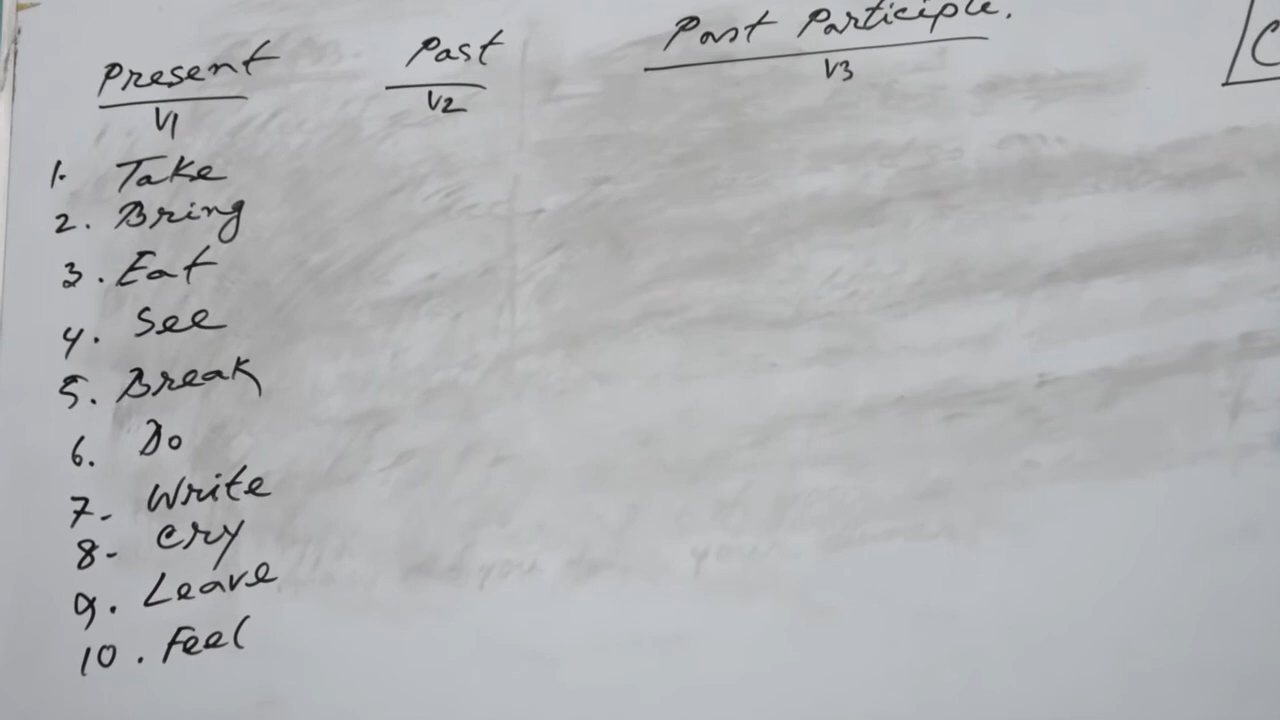 Present Past Past Participle.
V1 V2 V3
1. Take
2. Bring
3. Eat
4. See
5. Break
6. Do
7- Write
8- Cry
9. Leave
10. Feel